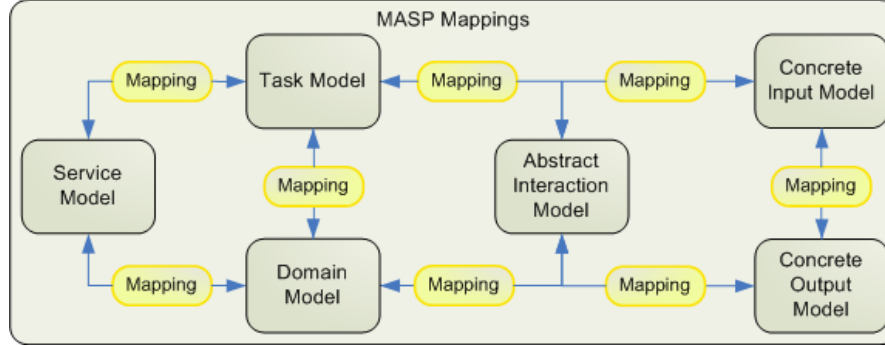 MASP Mappings
Mapping
Task Model
Mapping
Mapping
Concrete
Input Model
Service
Model
Mapping
Abstract
Interaction
Model
Mapping
Mapping
Domain
Model
Mapping
Mapping
Concrete
Output
Model